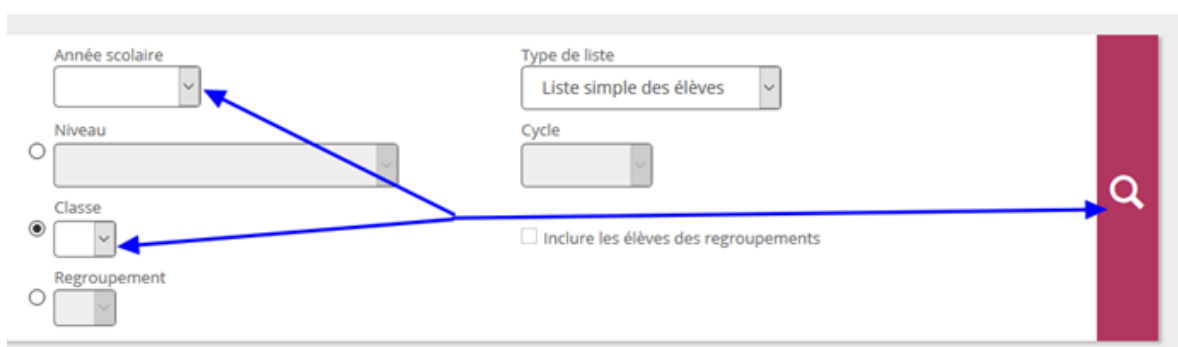 Année scolaire
Type de liste
Liste simple des élèves
Niveau
Cycle
Classe
Inclure les élèves des regroupements
Regroupement